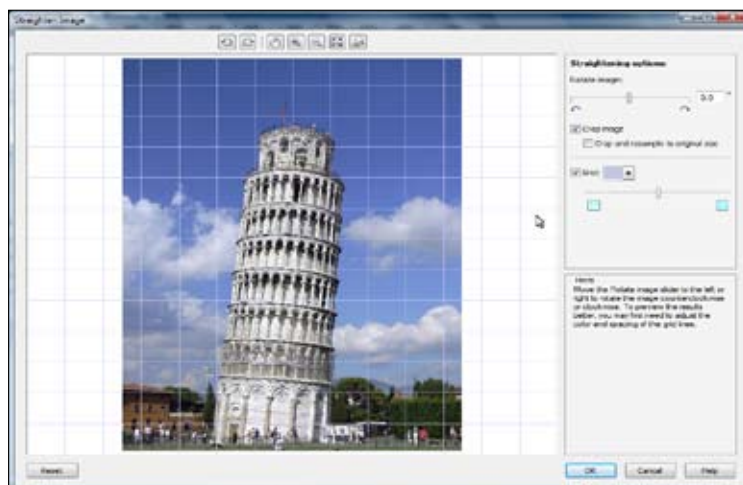 Straighten Image
Straightening options:
Rotate image:
0.0 °
Crop image
Crop and resample to original size
Grid:
Hints
Move the Rotate image slider to the left or
right to rotate the image counterclockwise
or clockwise. To preview the results
better, you may first need to adjust the
color and spacing of the grid lines.
Reset
OK
Cancel
Help